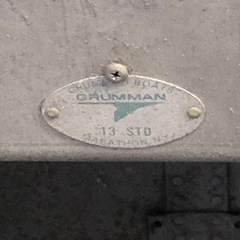 GRUMMAN BOATS
GRUMMAN
13 STD
MARATHON, N.Y.